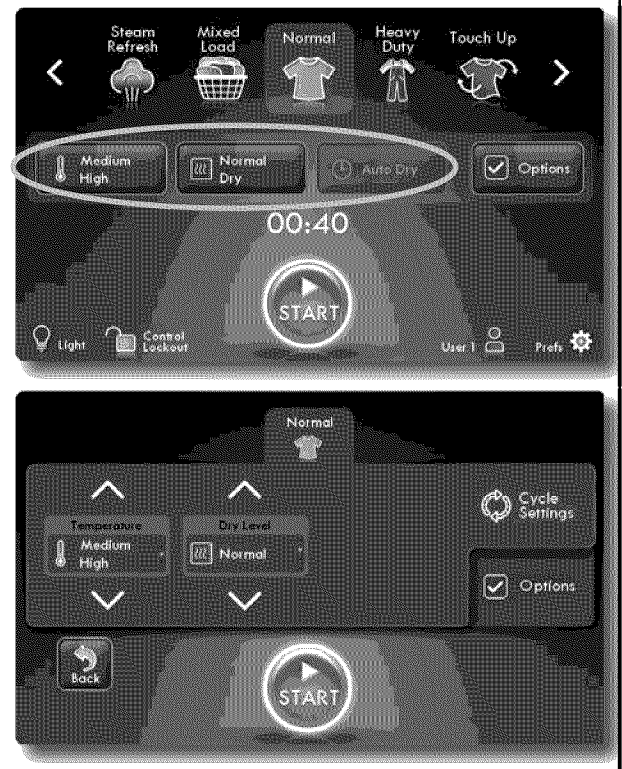 Steam
Refresh
Mixed
Load
Normal
Heavy
Duty
Touch Up
Medium
High
Normal
Dry
Auto Dry
Options
00:40
START
Light
Control
Lockout
User 1
Prefs
Normal
Temperature
Medium
High
Dry Level
Normal
Cycle
Settings
Options
Back
START